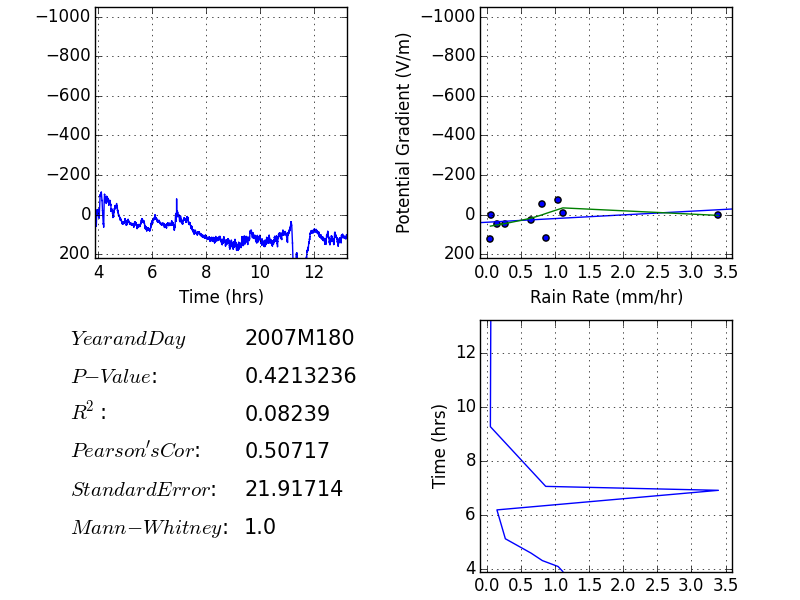 −1000
−800
−600
−400
−200
0
200
4 6 8 10 12
Time (hrs)
Potential Gradient (V/m)
−1000
−800
−600
−400
−200
0
200
0.0 0.5 1.0 1.5 2.0 2.5 3.0 3.5
Rain Rate (mm/hr)
YearandDay 2007M180
P−Value: 0.4213236
R²: 0.08239
Pearson'sCor: 0.50717
StandardError: 21.91714
Mann−Whitney: 1.0
Time (hrs)
12
10
8
6
4
0.0 0.5 1.0 1.5 2.0 2.5 3.0 3.5